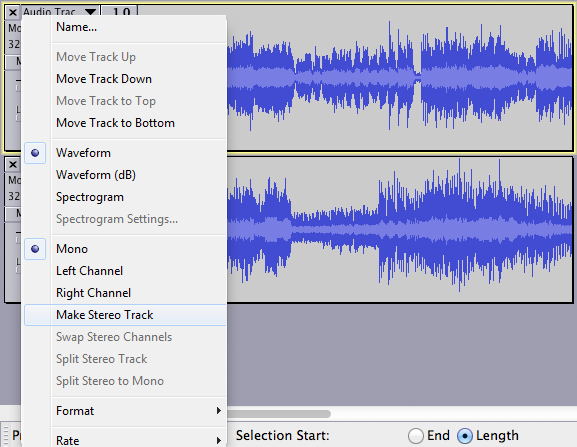 Audio Trac 1.0
Name...
Mo
32
Move Track Up
M
Move Track Down
Move Track to Top
Move Track to Bottom
Waveform
Waveform (dB)
Mo
Spectrogram
32
Spectrogram Settings...
M
Mono
Left Channel
Right Channel
Make Stereo Track
Swap Stereo Channels
Split Stereo Track
Split Stereo to Mono
Format
Selection Start: End Length
Rate